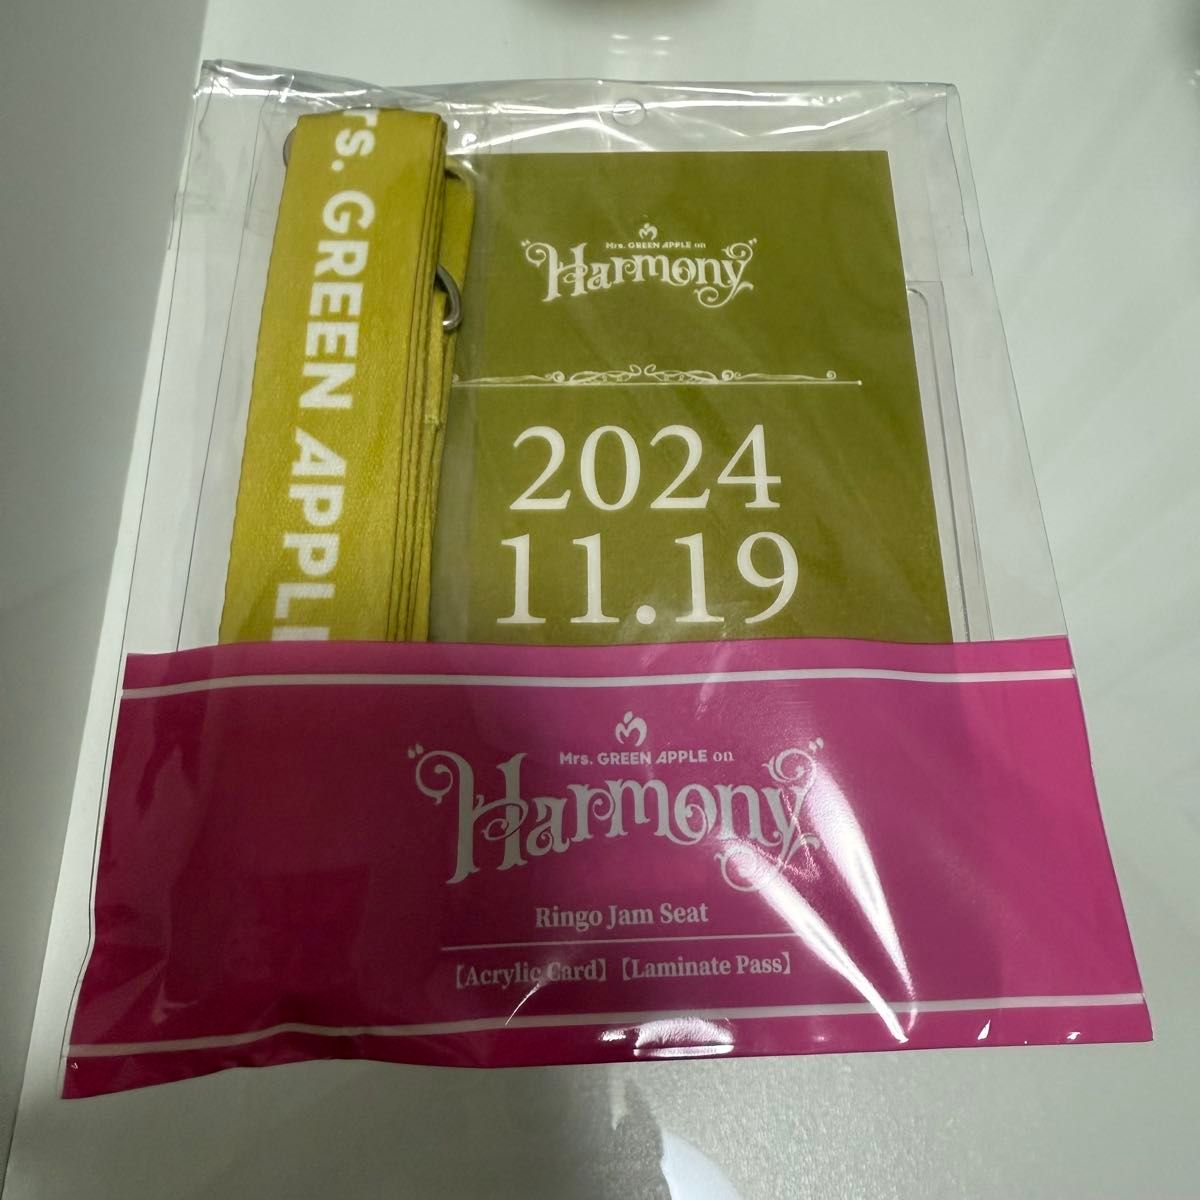 rs. GREEN APPLE
Mrs. GREEN APPLE on
"Harmony"
2024
11.19
Mrs. GREEN APPLE on
"Harmony"
Ringo Jam Seat
【Acrylic Card】【Laminate Pass】